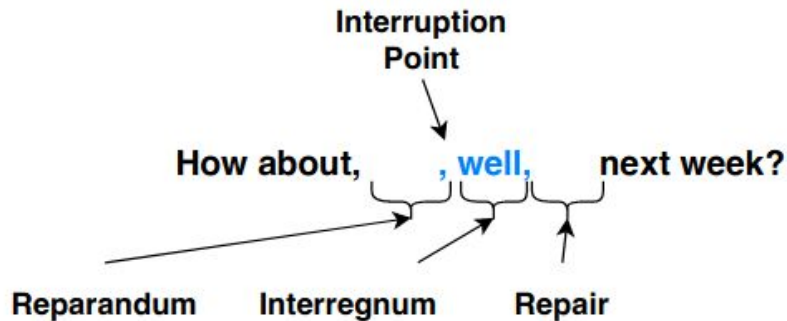 Interruption
Point
How about, , well, next week?
Reparandum Interregnum Repair